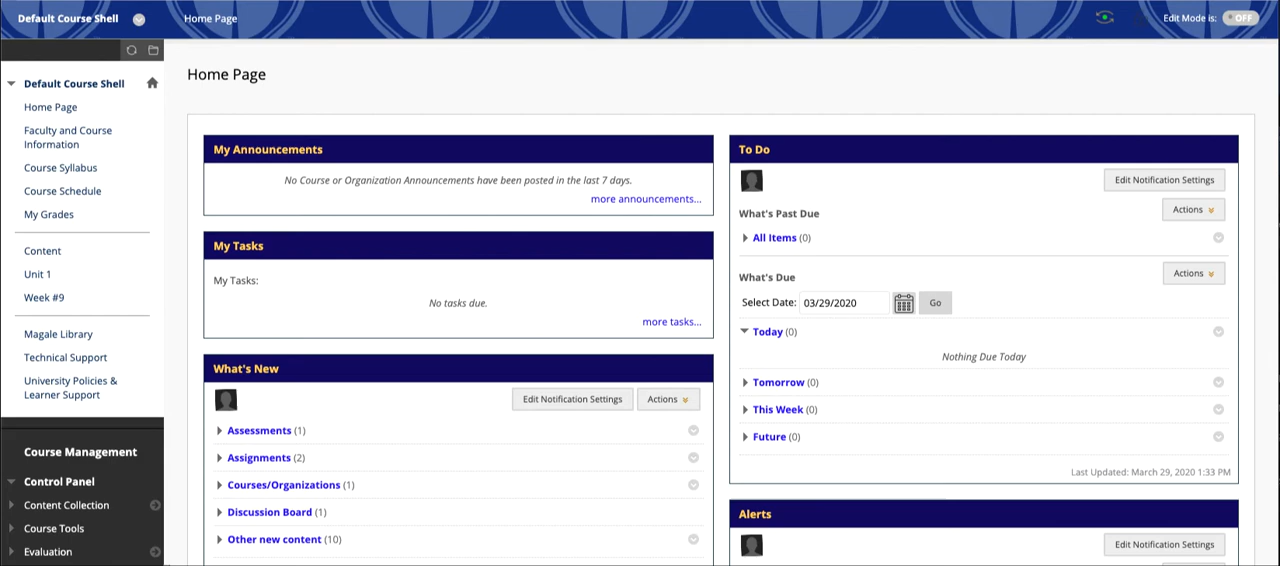 Default Course Shell
Home Page
Edit Mode is:
OFF
Default Course Shell
Home Page
Faculty and Course
Information
Course Syllabus
Course Schedule
My Grades
Content
Unit 1
Week #9
Magale Library
Technical Support
University Policies &
Learner Support
Course Management
Control Panel
Content Collection
Course Tools
Evaluation
Home Page
My Announcements
No Course or Organization Announcements have been posted in the last 7 days.
more announcements...
My Tasks
My Tasks:
No tasks due.
more tasks...
What's New
Edit Notification Settings
Actions
Assessments (1)
Assignments (2)
Courses/Organizations (1)
Discussion Board (1)
Other new content (10)
To Do
Edit Notification Settings
What's Past Due
Actions
All Items (0)
What's Due
Actions
Select Date: 03/29/2020 Go
Today (0)
Nothing Due Today
Tomorrow (0)
This Week (0)
Future (0)
Last Updated: March 29, 2020 1:33 PM
Alerts
Edit Notification Settings